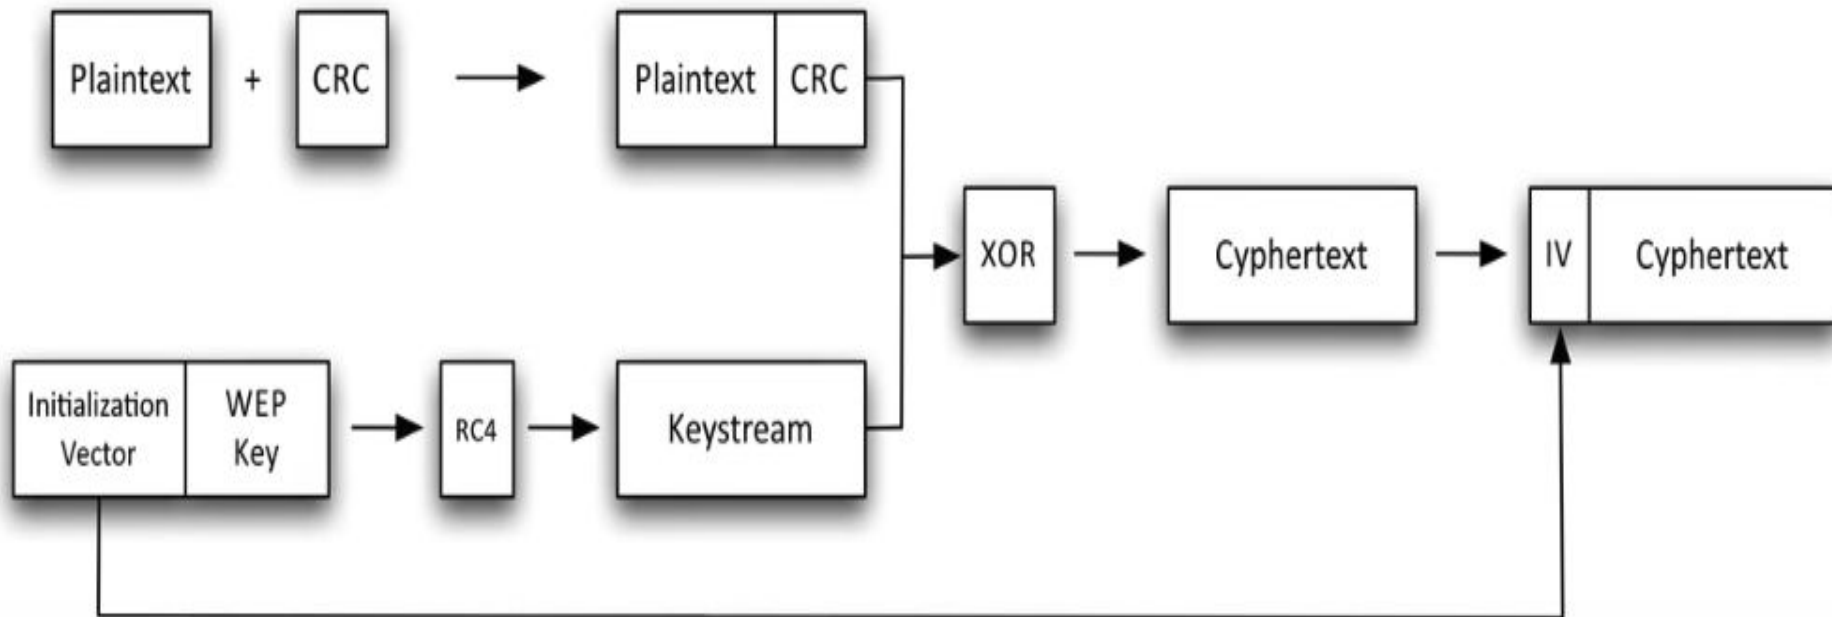 Plaintext + CRC Plaintext CRC
XOR Cyphertext IV Cyphertext
Initialization WEP
Vector Key
RC4 Keystream